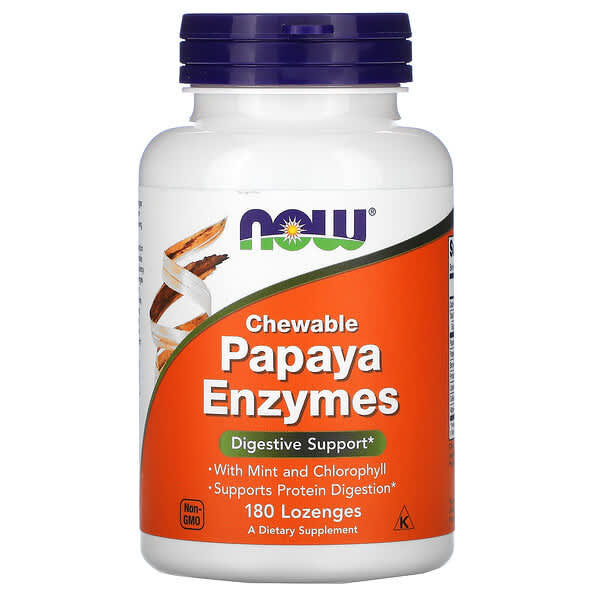 NOW®
Chewable
Papaya
Enzymes
Digestive Support*
• With Mint and Chlorophyll
• Supports Protein Digestion*
180 Lozenges
A Dietary Supplement
Non-
GMO
K